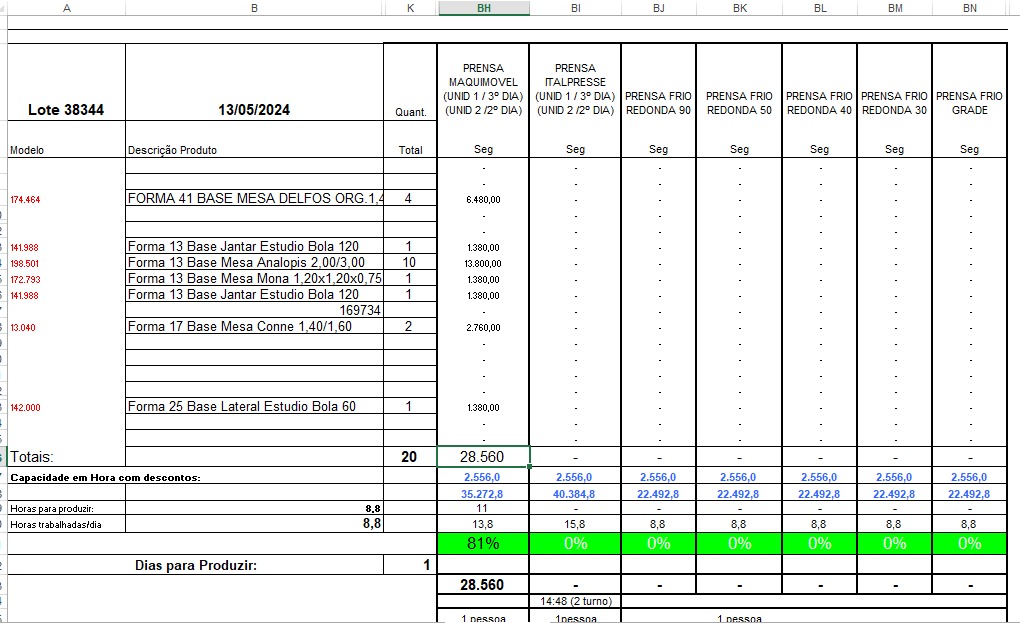 A B K BH BI BJ BK BL BM BN
PRENSA PRENSA
MAQUIMOVEL ITALPRESSE
(UNID 1 / 3º DIA) (UNID 1 / 3º DIA) PRENSA FRIO PRENSA FRIO PRENSA FRIO PRENSA FRIO PRENSA FRIO
Lote 38344 13/05/2024 Quant. (UNID 2 /2º DIA) (UNID 2 /2º DIA) REDONDA 90 REDONDA 50 REDONDA 40 REDONDA 30 GRADE
Modelo Descrição Produto Total Seg Seg Seg Seg Seg Seg Seg
- - - - - - -
- - - - - - -
174.464 FORMA 41 BASE MESA DELFOS ORG.1,4 4 6.480,00 - - - - - -
- - - - - - -
- - - - - - -
141.988 Forma 13 Base Jantar Estudio Bola 120 1 1.380,00 - - - - - -
198.501 Forma 13 Base Mesa Analopis 2,00/3,00 10 13.800,00 - - - - - -
172.793 Forma 13 Base Mesa Mona 1,20x1,20x0,75 1 1.380,00 - - - - - -
141.988 Forma 13 Base Jantar Estudio Bola 120 1 1.380,00 - - - - - -
169734 - - - - - - -
13.040 Forma 17 Base Mesa Conne 1,40/1,60 2 2.760,00 - - - - - -
- - - - - - -
- - - - - - -
- - - - - - -
- - - - - - -
142.000 Forma 25 Base Lateral Estudio Bola 60 1 1.380,00 - - - - - -
- - - - - - -
- - - - - - -
Totais: 20 28.560 - - - - - -
Capacidade em Hora com descontos: 2.556,0 2.556,0 2.556,0 2.556,0 2.556,0 2.556,0 2.556,0
35.272,8 40.384,8 22.492,8 22.492,8 22.492,8 22.492,8 22.492,8
Horas para produzir: 8,8 11 - - - - - -
Horas trabalhadas/dia 8,8 13,8 15,8 8,8 8,8 8,8 8,8 8,8
81% 0% 0% 0% 0% 0% 0%
Dias para Produzir: 1
28.560 - - - - - -
14:48 (2 turno)
1 pessoa 1pessoa 1 pessoa